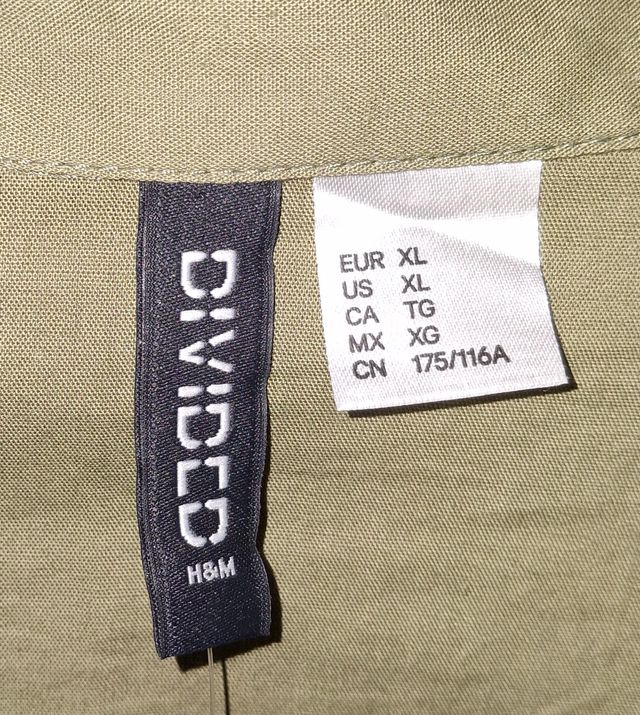 DIVIDED
H&M
EUR XL
US XL
CA TG
MX XG
CN 175/116A